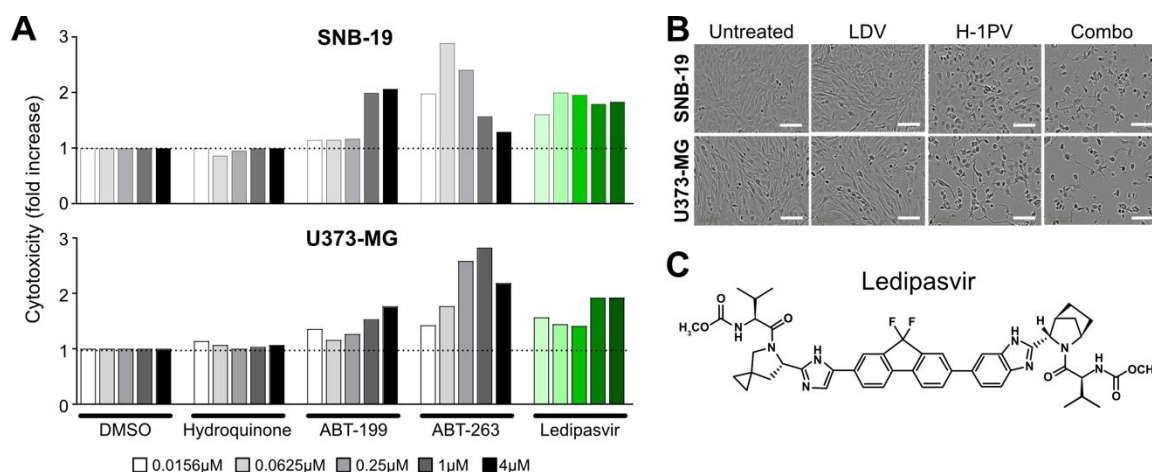 A
SNB-19
3
2
1
0
U373-MG
3
2
1
0
Cytotoxicity (fold increase)
DMSO Hydroquinone ABT-199 ABT-263 Ledipasvir
0.0156µM 0.0625µM 0.25µM 1µM 4µM
B
Untreated LDV H-1PV Combo
SNB-19
U373-MG
C
Ledipasvir
O
H₃CO
N
H
O
N
H
N
N
F F
H
N
N
H
N
O
H
N
O
OCH₃
O